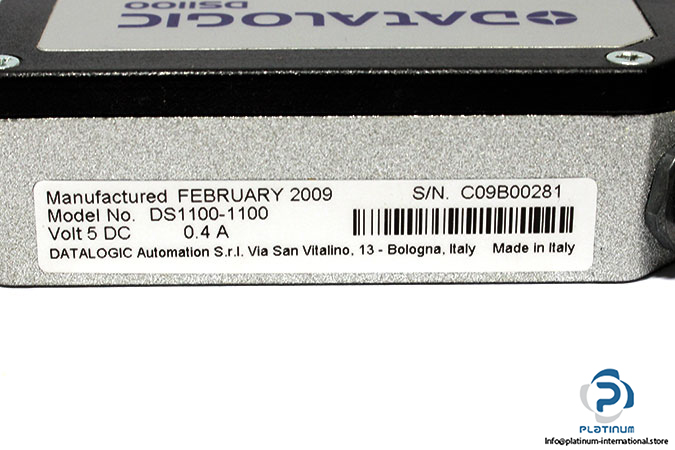 DATALOGIC
DS1100
Manufactured FEBRUARY 2009 S/N. C09B00281
Model No. DS1100-1100
Volt 5 DC 0.4 A
DATALOGIC Automation S.r.l. Via San Vitalino, 13 - Bologna, Italy Made in Italy
PLATINUM
Info@platinum-international.store